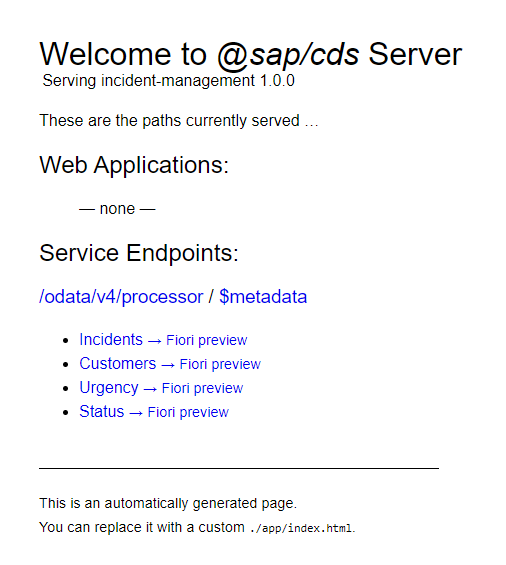 Welcome to @sap/cds Server
Serving incident-management 1.0.0
These are the paths currently served …
Web Applications:
— none —
Service Endpoints:
/odata/v4/processor / $metadata
Incidents → Fiori preview
Customers → Fiori preview
Urgency → Fiori preview
Status → Fiori preview
This is an automatically generated page.
You can replace it with a custom ./app/index.html.